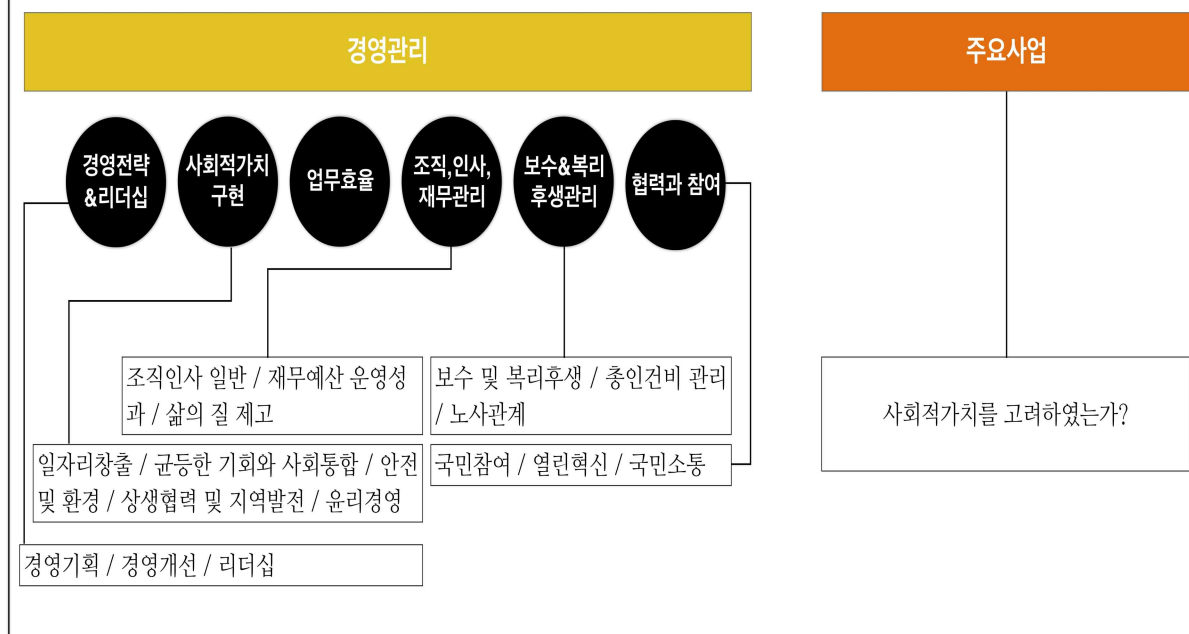 경영관리
주요사업
경영전략
&리더십
사회적가치
구현
업무효율
조직,인사,
재무관리
보수&복리
후생관리
협력과 참여
조직인사 일반 / 재무예산 운영성
과 / 삶의 질 제고
보수 및 복리후생 / 총인건비 관리
/ 노사관계
사회적가치를 고려하였는가?
일자리창출 / 균등한 기회와 사회통합 / 안전
및 환경 / 상생협력 및 지역발전 / 윤리경영
국민참여 / 열린혁신 / 국민소통
경영기획 / 경영개선 / 리더십